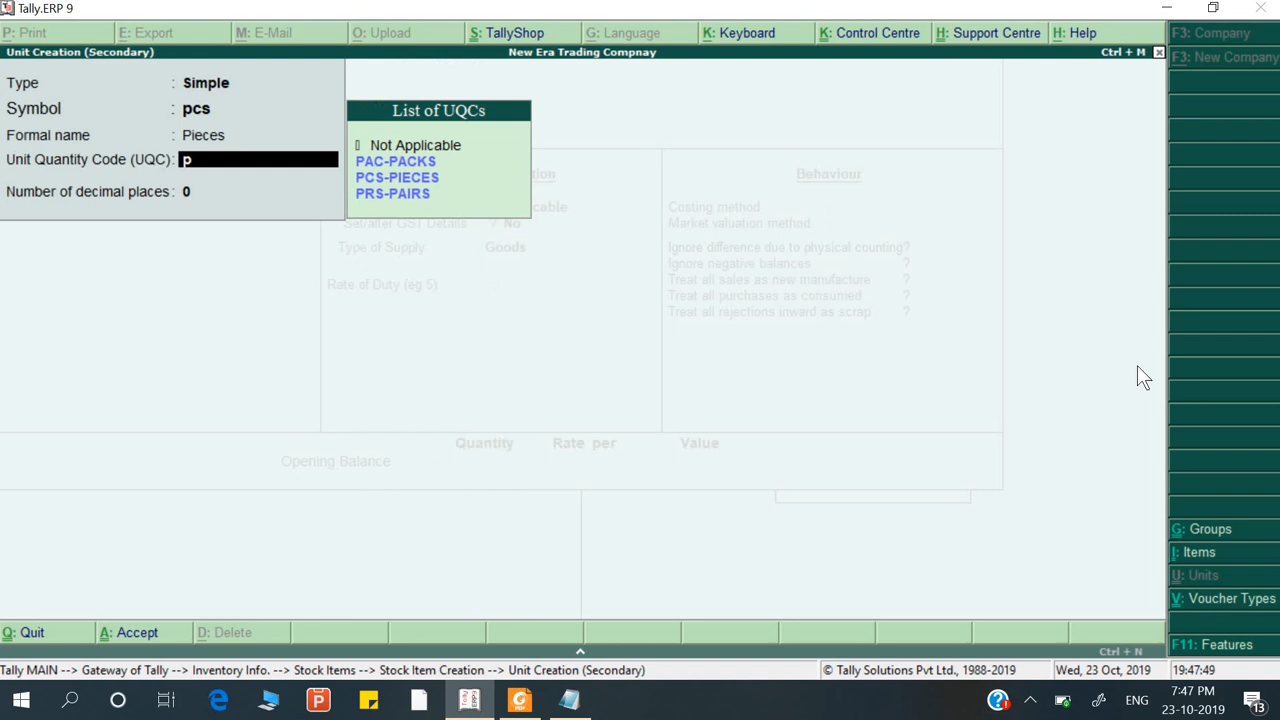 Tally.ERP 9
P: Print E: Export M: E-Mail O: Upload S: TallyShop G: Language K: Keyboard K: Control Centre H: Support Centre H: Help
F3: Company
F3: New Company
Unit Creation (Secondary) New Era Trading Compnay Ctrl + M
Type : Simple
Symbol : pcs
Formal name : Pieces
Unit Quantity Code (UQC) : p
Number of decimal places : 0
List of UQCs
Not Applicable
PAC-PACKS
PCS-PIECES
PRS-PAIRS
Behaviour
Set/alter GST Details ? No
Type of Supply Goods
Rate of Duty (eg 5)
Costing method
Market valuation method
Ignore difference due to physical counting ?
Ignore negative balances ?
Treat all sales as new manufacture ?
Treat all purchases as consumed ?
Treat all rejections inward as scrap ?
Quantity Rate per Value
Opening Balance
G: Groups
I: Items
U: Units
V: Voucher Types
F11: Features
Q: Quit A: Accept D: Delete
Ctrl + N
Tally MAIN --> Gateway of Tally --> Inventory Info. --> Stock Items --> Stock Item Creation --> Unit Creation (Secondary) © Tally Solutions Pvt Ltd., 1988-2019 Wed, 23 Oct, 2019 19:47:49
ENG 7:47 PM
23-10-2019
13